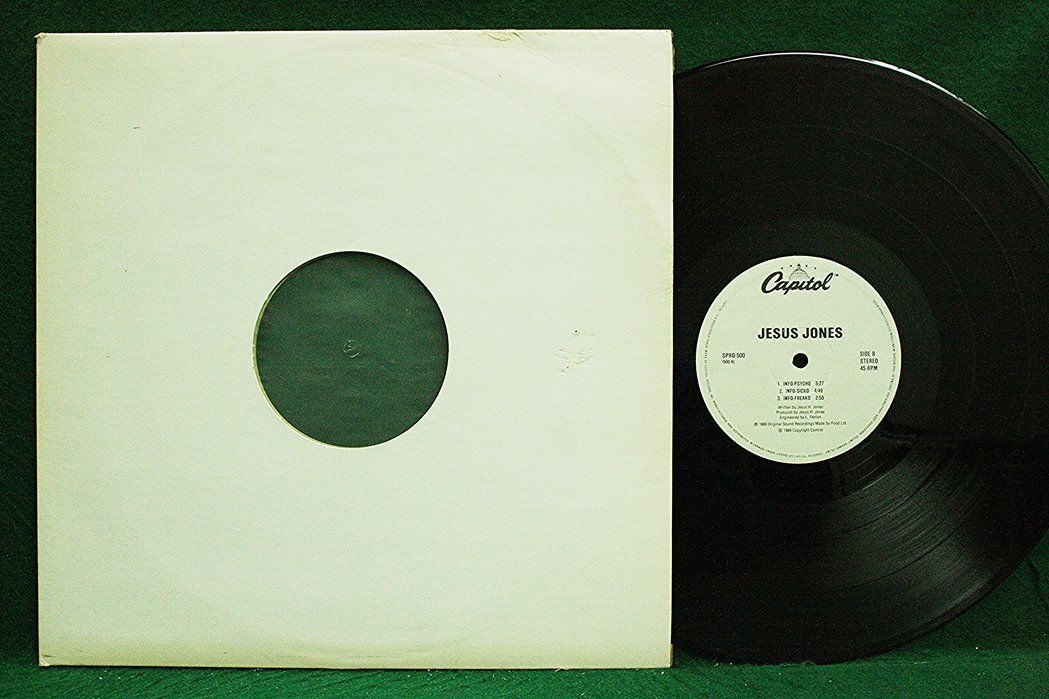 Capitol™
JESUS JONES
SPRO-500
SIDE B
STEREO
45 RPM
1. INFO-PSYCHO 5:27
2. INFO-SICKO 4:49
3. INFO-FREAKO 2:50
Written by Jesus H. Jones
Produced by Jesus H. Jones
Engineered by L. Fenton
℗ 1989 Original Sound Recordings Made by Food Ltd
© 1989 Copyright Control